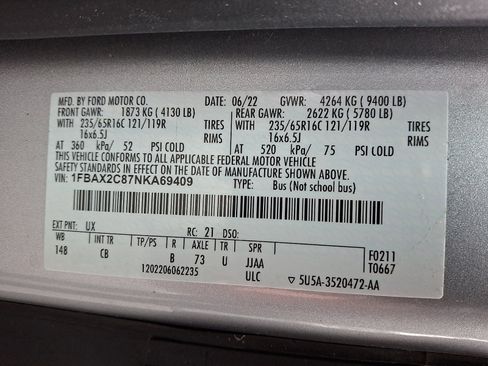 MFD. BY FORD MOTOR CO. DATE: 06/22 GVWR: 4264 KG ( 9400 LB)
FRONT GAWR: 1873 KG ( 4130 LB) REAR GAWR: 2622 KG ( 5780 LB)
WITH 235/65R16C 121/119R TIRES WITH 235/65R16C 121/119R TIRES
16x6.5J RIMS 16x6.5J RIMS
AT 360 kPa/ 52 PSI COLD AT 520 kPa/ 75 PSI COLD
THIS VEHICLE CONFORMS TO ALL APPLICABLE FEDERAL MOTOR VEHICLE
SAFETY STANDARDS IN EFFECT ON THE DATE OF MANUFACTURE SHOWN ABOVE.
VIN: 1FBAX2C87NKA69409 TYPE: Bus (Not school bus)
EXT PNT: UX RC: 21 DSO:
WB INT TR TP/PS R AXLE TR SPR F0211
148 CB B 73 U JJAA T0667
ULC
1202206062235 ▽ 5U5A-3520472-AA